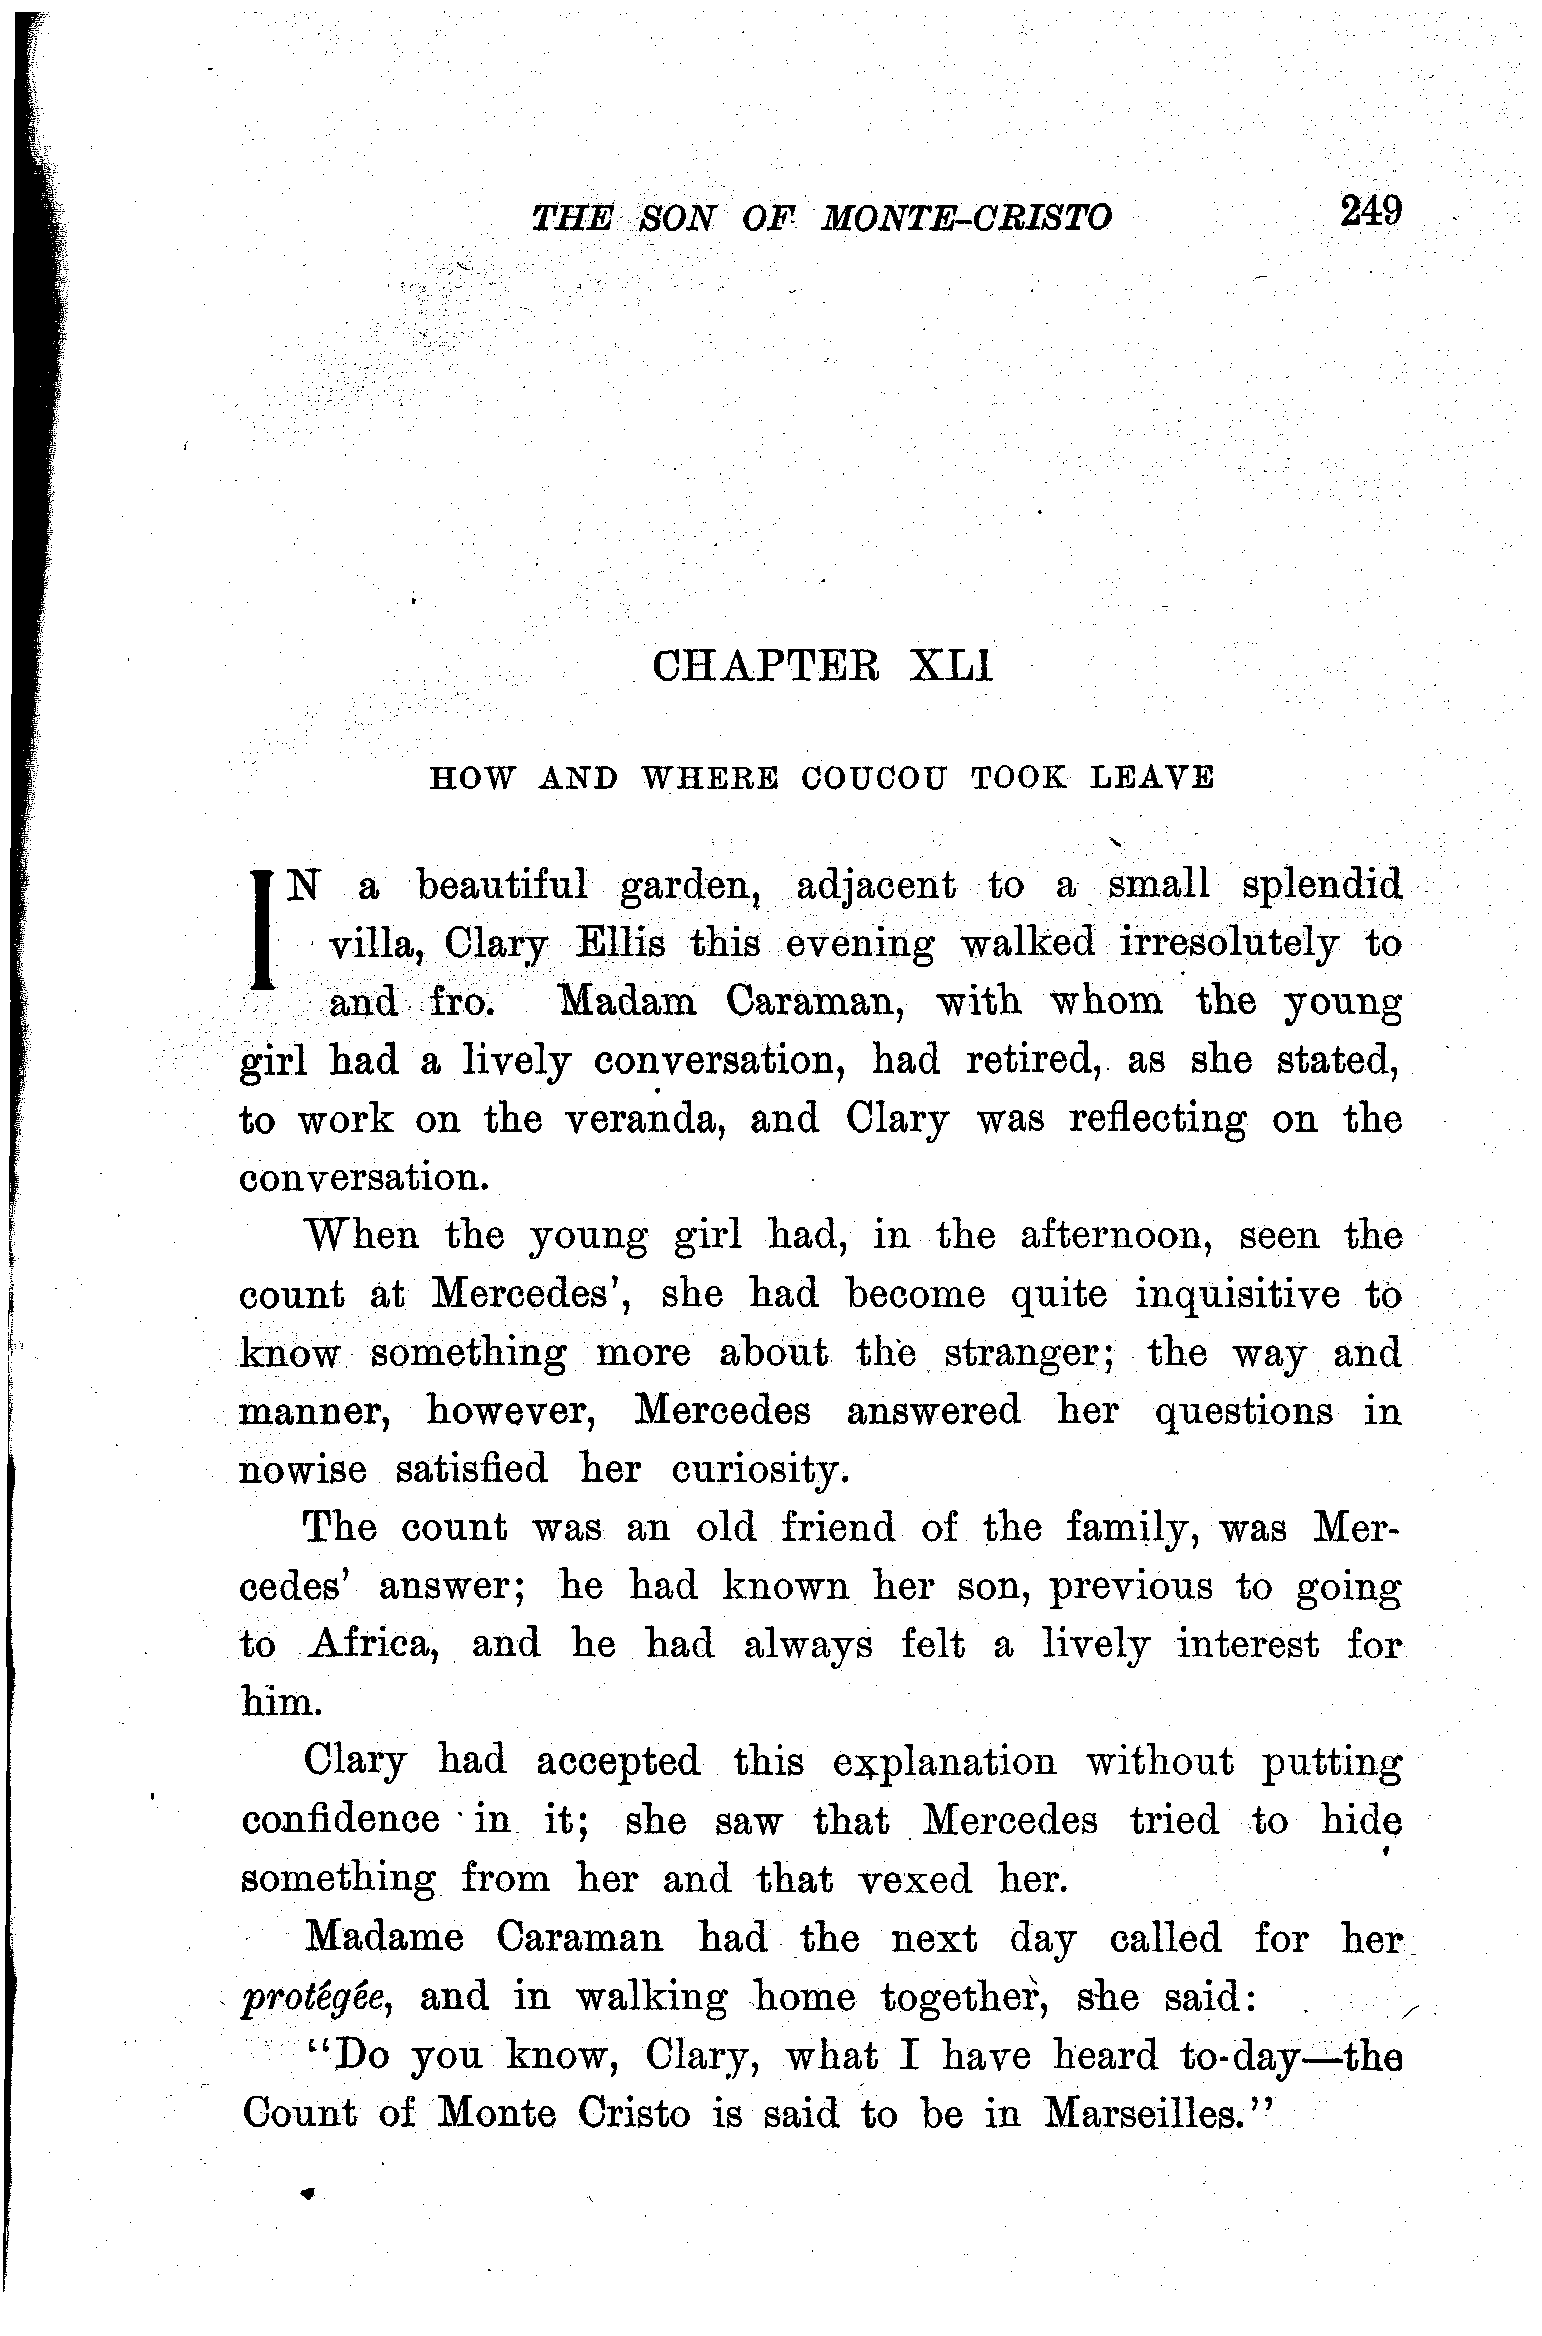 THE SON OF MONTE-CRISTO 249
CHAPTER XLI
HOW AND WHERE COUCOU TOOK LEAVE
IN a beautiful garden, adjacent to a small splendid
villa, Clary Ellis this evening walked irresolutely to
and fro. Madam Caraman, with whom the young
girl had a lively conversation, had retired, as she stated,
to work on the veranda, and Clary was reflecting on the
conversation.
When the young girl had, in the afternoon, seen the
count at Mercedes', she had become quite inquisitive to
know something more about the stranger; the way and
manner, however, Mercedes answered her questions in
nowise satisfied her curiosity.
The count was an old friend of the family, was Mer-
cedes' answer; he had known her son, previous to going
to Africa, and he had always felt a lively interest for
him.
Clary had accepted this explanation without putting
confidence in it; she saw that Mercedes tried to hide
something from her and that vexed her.
Madame Caraman had the next day called for her
protégée, and in walking home together, she said:
"Do you know, Clary, what I have heard to-day—the
Count of Monte Cristo is said to be in Marseilles."